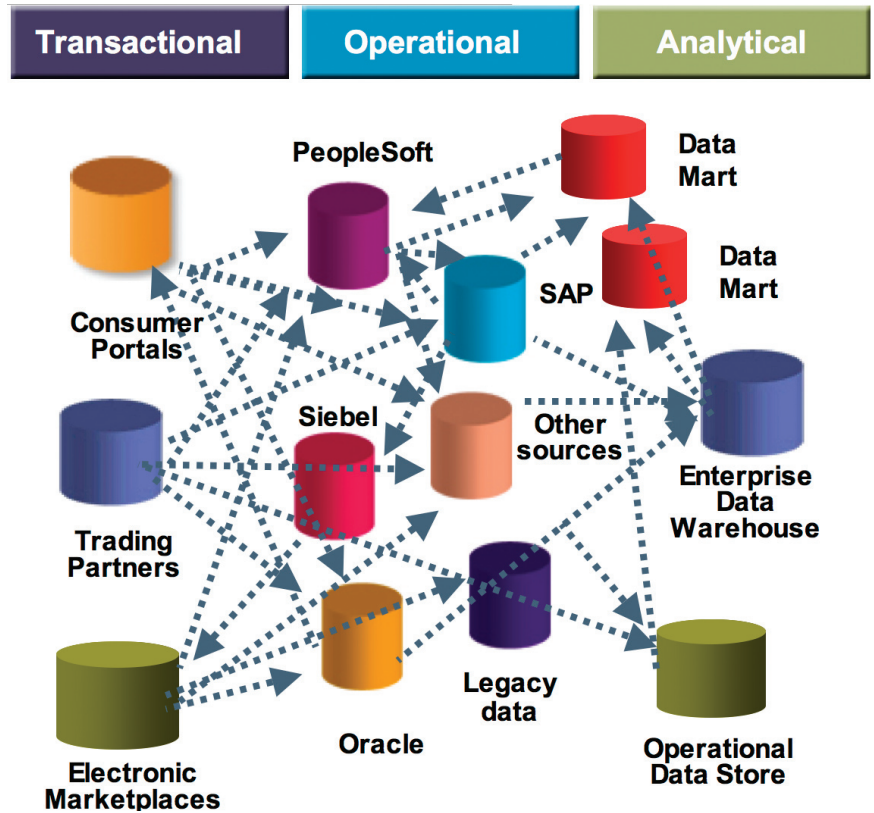 Transactional
Operational
Analytical
PeopleSoft
Data
Mart
Data
Mart
SAP
Consumer
Portals
Siebel
Other
sources
Enterprise
Data
Warehouse
Trading
Partners
Legacy
data
Oracle
Operational
Data Store
Electronic
Marketplaces